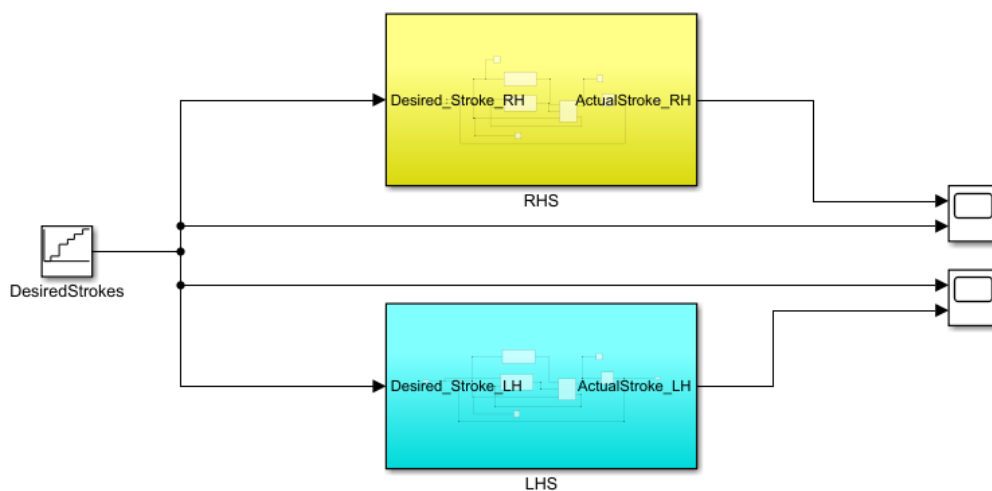 Desired_Stroke_RH
ActualStroke_RH
RHS
DesiredStrokes
Desired_Stroke_LH
ActualStroke_LH
LHS